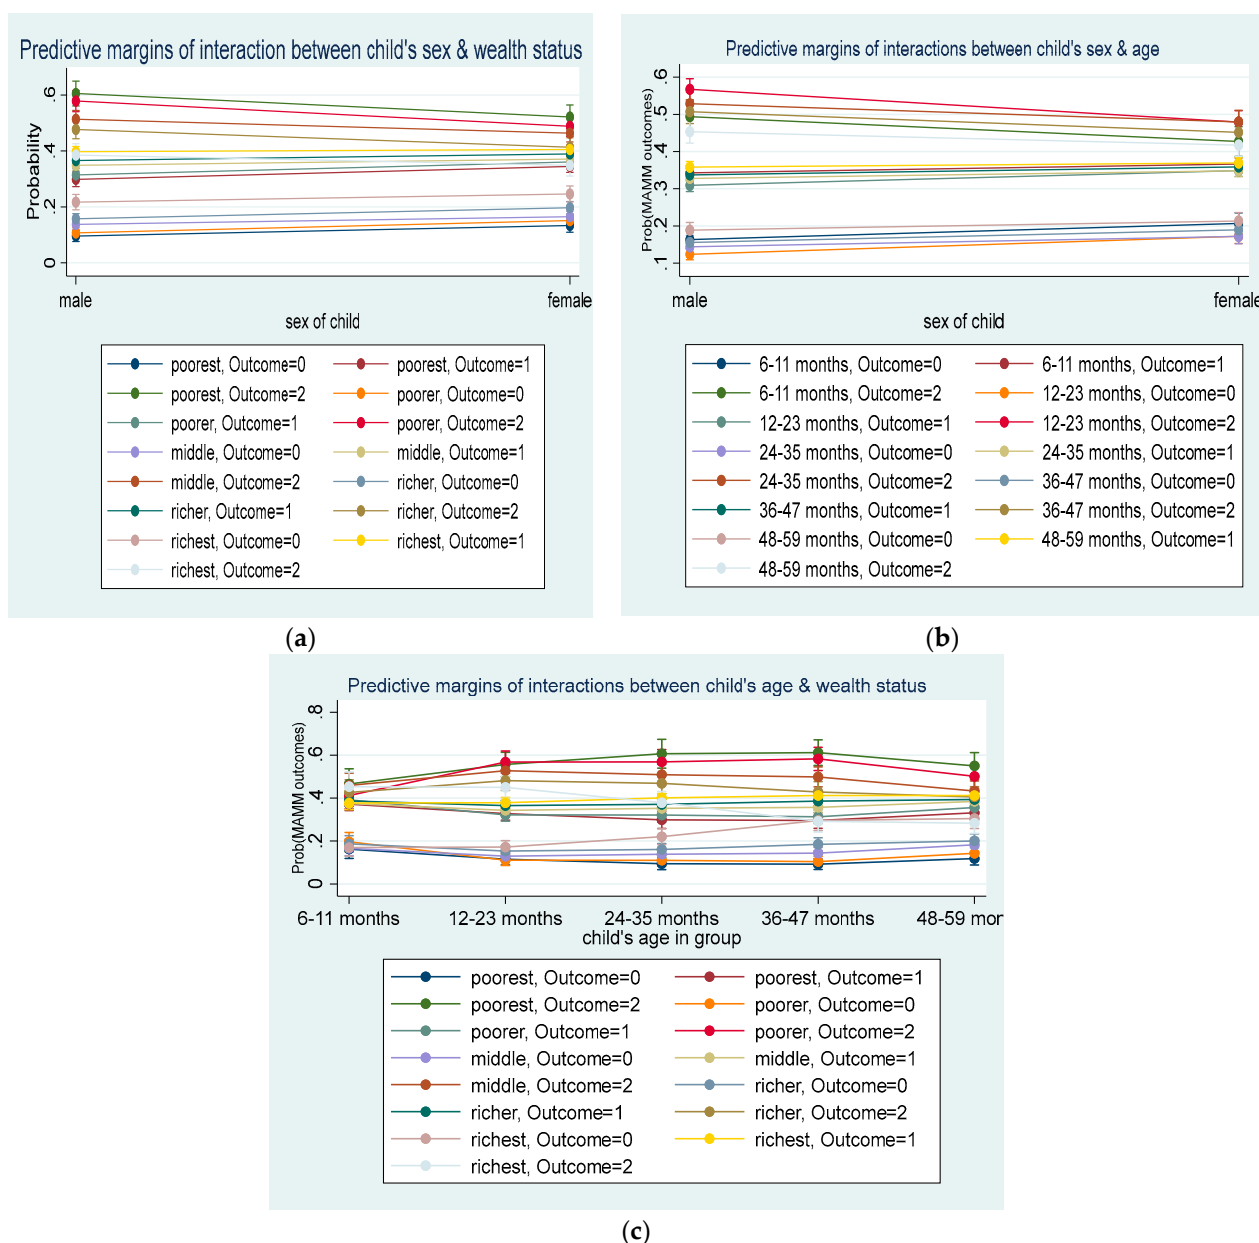 Predictive margins of interaction between child's sex & wealth status
Probability
.6
.4
.2
0
male
female
sex of child
poorest, Outcome=0
poorest, Outcome=1
poorest, Outcome=2
poorer, Outcome=0
poorer, Outcome=1
poorer, Outcome=2
middle, Outcome=0
middle, Outcome=1
middle, Outcome=2
richer, Outcome=0
richer, Outcome=1
richer, Outcome=2
richest, Outcome=0
richest, Outcome=1
richest, Outcome=2
(a)
Predictive margins of interactions between child's sex & age
Prob(MAMM outcomes)
.6
.5
.4
.3
.2
.1
male
female
sex of child
6-11 months, Outcome=0
6-11 months, Outcome=1
6-11 months, Outcome=2
12-23 months, Outcome=0
12-23 months, Outcome=1
12-23 months, Outcome=2
24-35 months, Outcome=0
24-35 months, Outcome=1
24-35 months, Outcome=2
36-47 months, Outcome=0
36-47 months, Outcome=1
36-47 months, Outcome=2
48-59 months, Outcome=0
48-59 months, Outcome=1
48-59 months, Outcome=2
(b)
Predictive margins of interactions between child's age & wealth status
Prob(MAMM outcomes)
.8
.6
.4
.2
0
6-11 months
12-23 months
24-35 months
36-47 months
48-59 mor
child's age in group
poorest, Outcome=0
poorest, Outcome=1
poorest, Outcome=2
poorer, Outcome=0
poorer, Outcome=1
poorer, Outcome=2
middle, Outcome=0
middle, Outcome=1
middle, Outcome=2
richer, Outcome=0
richer, Outcome=1
richer, Outcome=2
richest, Outcome=0
richest, Outcome=1
richest, Outcome=2
(c)